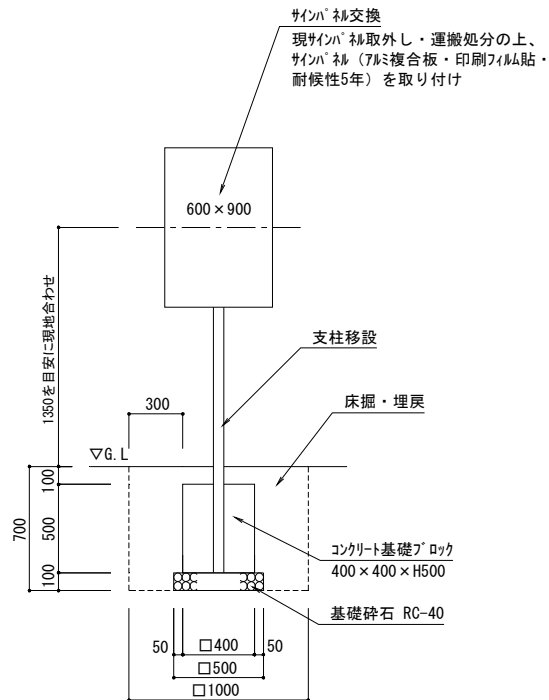 サインパネル交換
現サインパネル取外し・運搬処分の上、
サインパネル（アルミ複合板・印刷フィルム貼・
耐候性5年）を取り付け
600×900
1350を目安に現地合わせ
支柱移設
床掘・埋戻
300
▽G.L
100
700
500
100
コンクリート基礎ブロック
400×400×H500
基礎砕石 RC-40
50
□400
50
□500
□1000